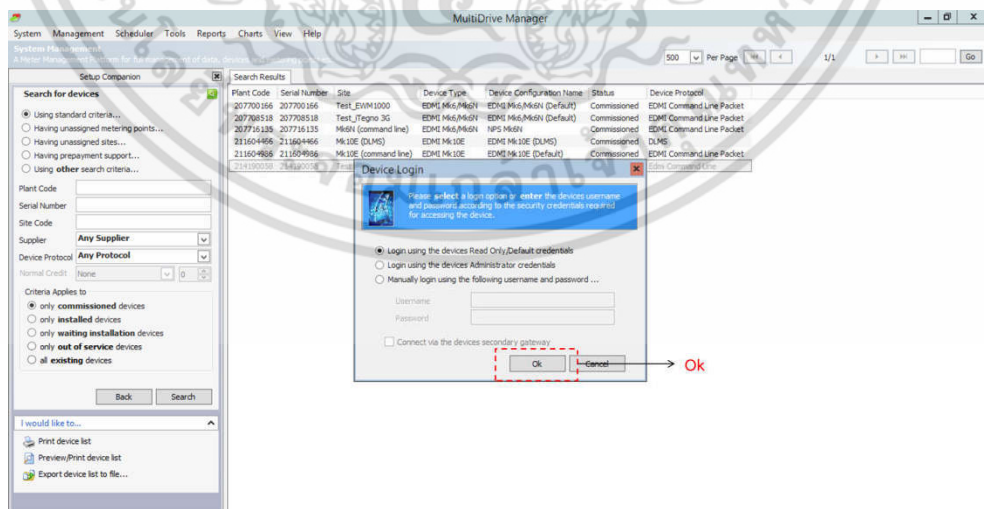 MultiDrive Manager
System Management Scheduler Tools Reports Charts View Help
System Management
500 Per Page 1/1 Go
Setup Companion
Search for devices
Using standard criteria...
Having unassigned metering points...
Having unassigned sites...
Having prepayment support...
Using other search criteria...
Plant Code
Serial Number
Site Code
Supplier Any Supplier
Device Protocol Any Protocol
Normal Credit None 0
Criteria Applies to
only commissioned devices
only installed devices
only waiting installation devices
only out of service devices
all existing devices
Back Search
I would like to...
Print device list
Preview/Print device list
Export device list to file...
Search Results
Plant Code Serial Number Site Device Type Device Configuration Name Status Device Protocol
207700166 207700166 Test_EWM1000 EDMI Mk6/Mk6N EDMI Mk6/Mk6N (Default) Commissioned EDMI Command Line Packet
207708518 207708518 Test_iTegno 3G EDMI Mk6/Mk6N EDMI Mk6/Mk6N (Default) Commissioned EDMI Command Line Packet
207716135 207716135 Mk6N (command line) EDMI Mk6/Mk6N NPS Mk6N Commissioned EDMI Command Line Packet
211604466 211604466 Mk10E (DLMS) EDMI Mk10E EDMI Mk10E (DLMS) Commissioned DLMS
211604986 211604986 Mk10E (command line) EDMI Mk10E EDMI Mk10E (Default) Commissioned EDMI Command Line Packet
214190058 214190058 Edmi Command Line
Device Login
Please select a login option or enter the devices username
and password according to the security credentials required
for accessing the device.
Login using the devices Read Only/Default credentials
Login using the devices Administrator credentials
Manually login using the following username and password ...
Username
Password
Connect via the devices secondary gateway
Ok Cancel
Ok